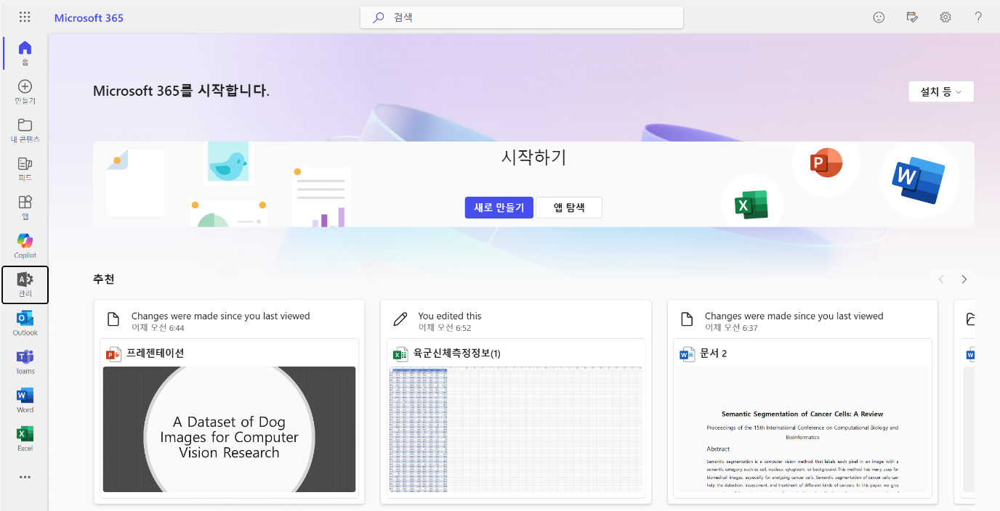 Microsoft 365
검색
홈
만들기
내 콘텐츠
피드
앱
Copilot
관리
Outlook
Teams
Word
Excel
Microsoft 365를 시작합니다.
설치 등
시작하기
새로 만들기
앱 탐색
추천
Changes were made since you last viewed
어제 오전 6:44
프레젠테이션
A Dataset of Dog
Images for Computer
Vision Research
You edited this
어제 오전 6:52
육군신체측정정보(1)
Changes were made since you last viewed
어제 오전 6:37
문서 2
Semantic Segmentation of Cancer Cells: A Review
Proceedings of the 15th International Conference on Computational Biology and
Bioinformatics
Abstract
Semantic segmentation is a computer vision method that labels each pixel in an image with a
semantic category, such as cell, nucleus, cytoplasm, or background. This method has many uses for
biomedical images, especially for analyzing cancer cells. Semantic segmentation of cancer cells can
help the detection, assessment, and treatment of different kinds of cancers. In this paper, we give